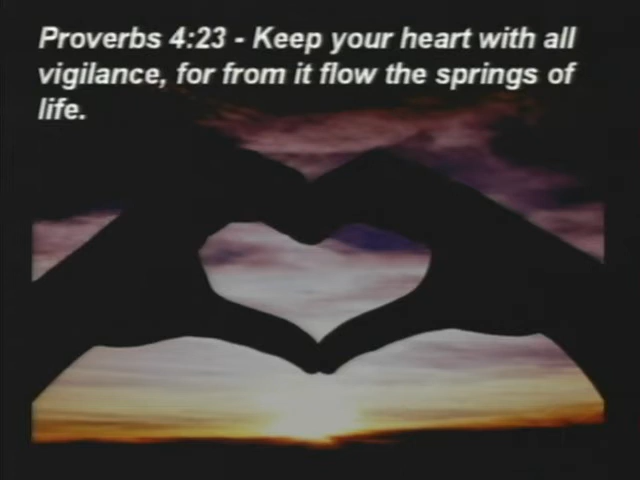 Proverbs 4:23 - Keep your heart with all
vigilance, for from it flow the springs of
life.